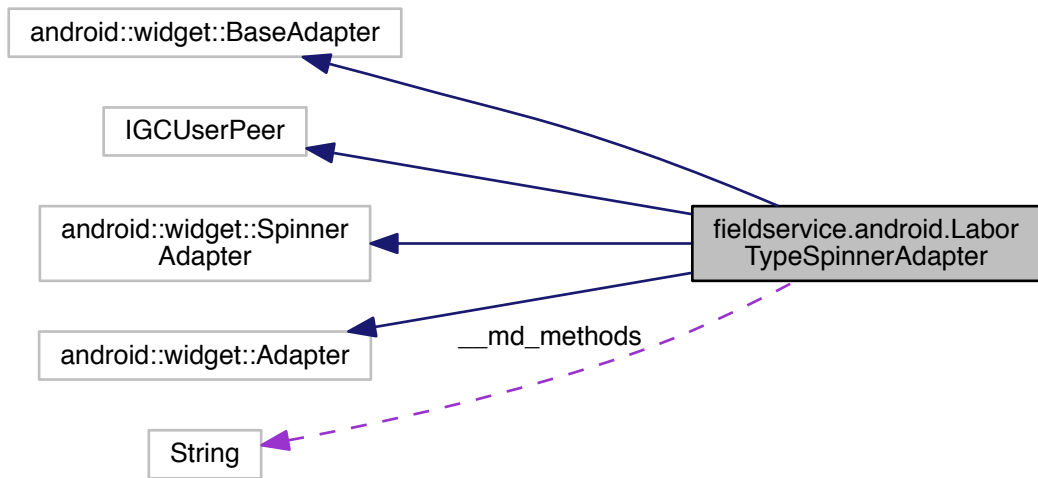 android::widget::BaseAdapter
IGCUserPeer
android::widget::Spinner
Adapter
fieldservice.android.Labor
TypeSpinnerAdapter
android::widget::Adapter
__md_methods
String